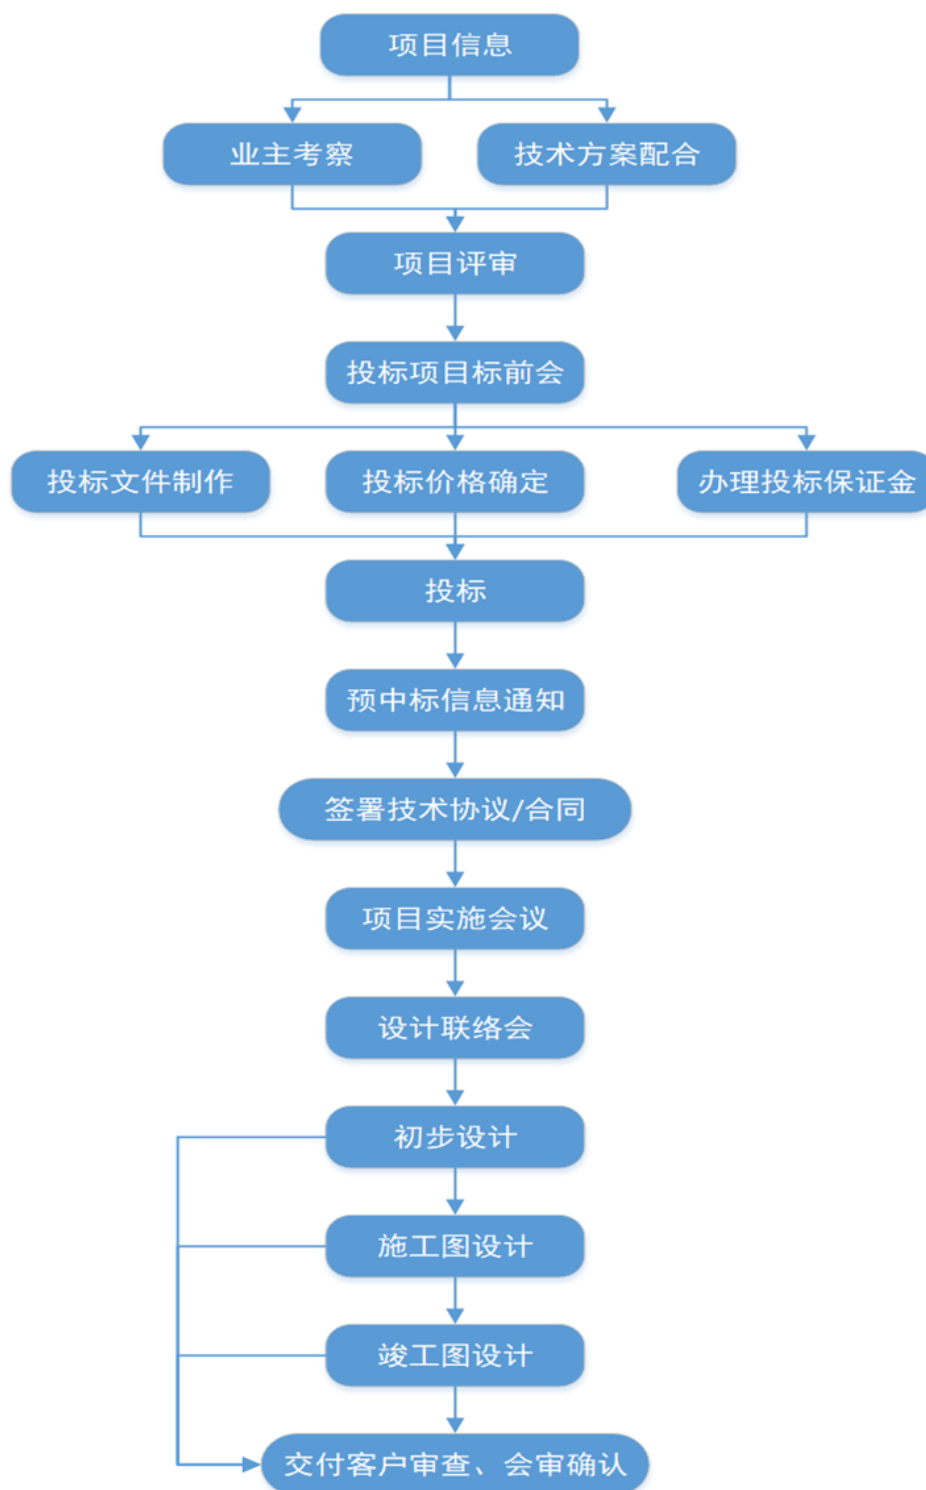 项目信息
业主考察
技术方案配合
项目评审
投标项目标前会
投标文件制作
投标价格确定
办理投标保证金
投标
预中标信息通知
签署技术协议/合同
项目实施会议
设计联络会
初步设计
施工图设计
竣工图设计
交付客户审查、会审确认